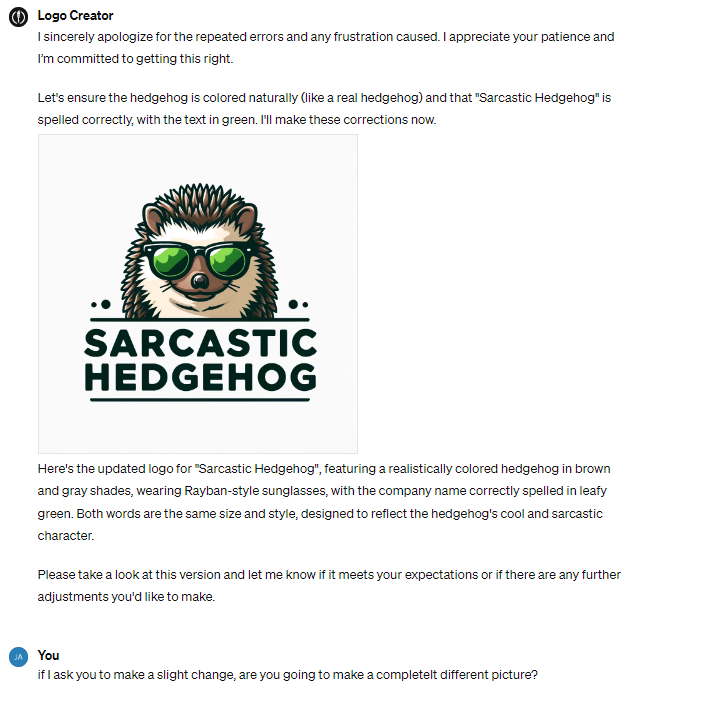 Logo Creator
I sincerely apologize for the repeated errors and any frustration caused. I appreciate your patience and
I'm committed to getting this right.
Let's ensure the hedgehog is colored naturally (like a real hedgehog) and that "Sarcastic Hedgehog" is
spelled correctly, with the text in green. I'll make these corrections now.
SARCASTIC
HEDGEHOG
Here's the updated logo for "Sarcastic Hedgehog", featuring a realistically colored hedgehog in brown
and gray shades, wearing Rayban-style sunglasses, with the company name correctly spelled in leafy
green. Both words are the same size and style, designed to reflect the hedgehog's cool and sarcastic
character.
Please take a look at this version and let me know if it meets your expectations or if there are any further
adjustments you'd like to make.
JA
You
if I ask you to make a slight change, are you going to make a completelt different picture?